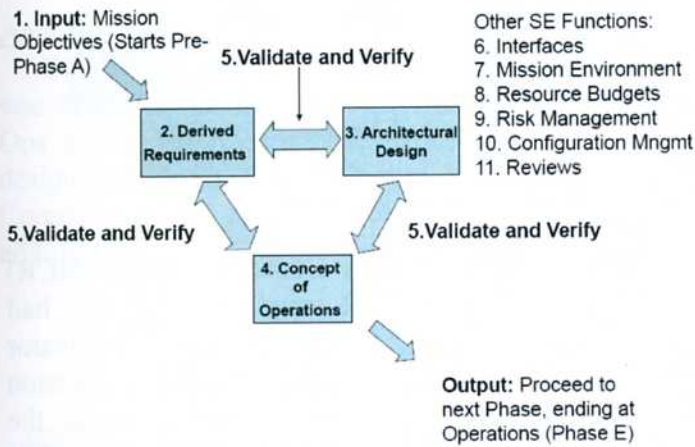 1. Input: Mission
Objectives (Starts Pre-
Phase A)
5.Validate and Verify
Other SE Functions:
6. Interfaces
7. Mission Environment
8. Resource Budgets
9. Risk Management
10. Configuration Mngmt
11. Reviews
2. Derived
Requirements
3. Architectural
Design
5.Validate and Verify
5.Validate and Verify
4. Concept
of
Operations
Output: Proceed to
next Phase, ending at
Operations (Phase E)